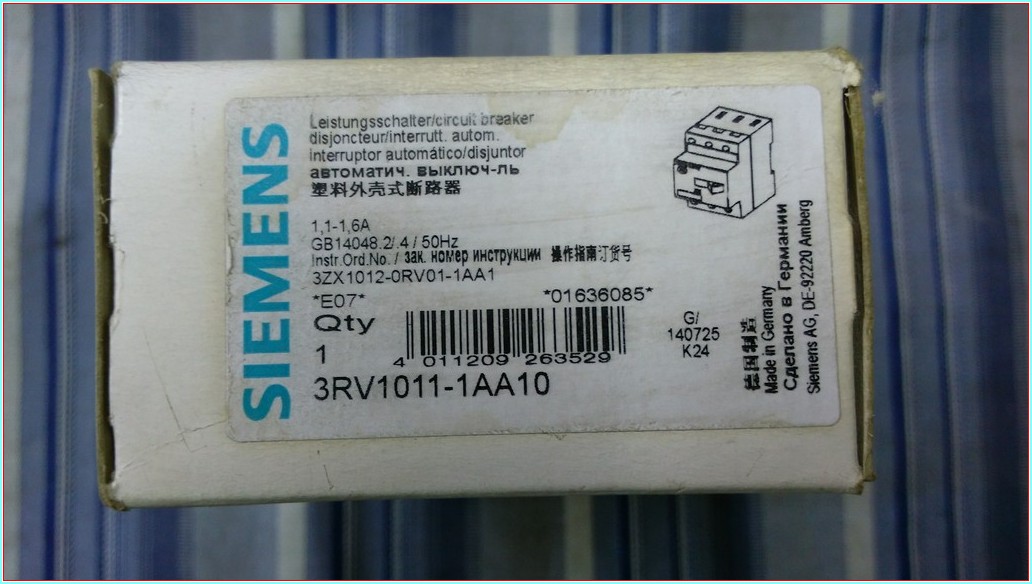 SIEMENS
Leistungsschalter/circuit breaker
disjoncteur/interrutt. autom.
interruptor automático/disjuntor
автоматич. выключ-ль
塑料外壳式断路器
1,1-1,6A
GB14048.2/.4 / 50Hz
Instr.Ord.No./ зак. номер инструкции 操作指南订货号
3ZX1012-0RV01-1AA1
*E07* *01636085*
Qty
1
4 011209 263529
3RV1011-1AA10
G/
140725
K24
德国制造
Made in Germany
Сделано в Германии
Siemens AG, DE-92220 Amberg